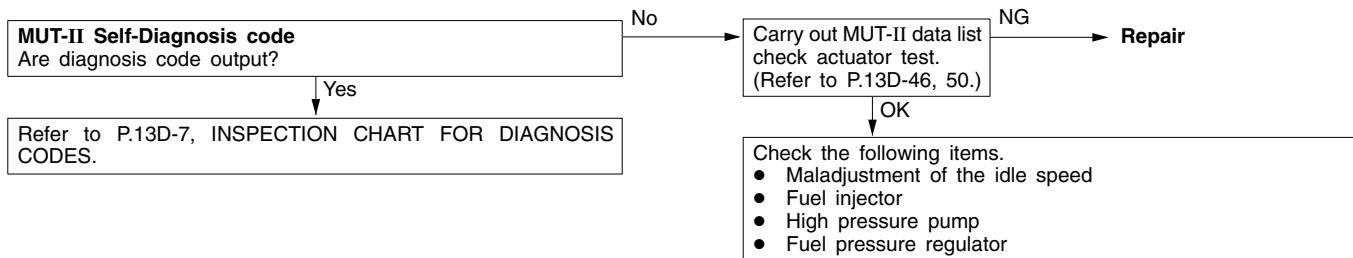 MUT-II Self-Diagnosis code
Are diagnosis code output?
No
Yes
Refer to P.13D-7, INSPECTION CHART FOR DIAGNOSIS
CODES.
Carry out MUT-II data list
check actuator test.
(Refer to P.13D-46, 50.)
NG
Repair
OK
Check the following items.
● Maladjustment of the idle speed
● Fuel injector
● High pressure pump
● Fuel pressure regulator